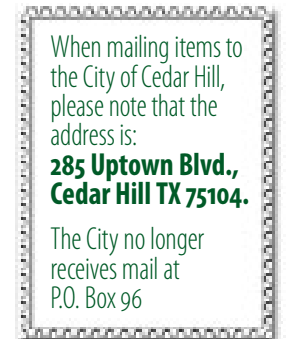 When mailing items to
the City of Cedar Hill,
please note that the
address is:
285 Uptown Blvd.,
Cedar Hill TX 75104.
The City no longer
receives mail at
P.O. Box 96